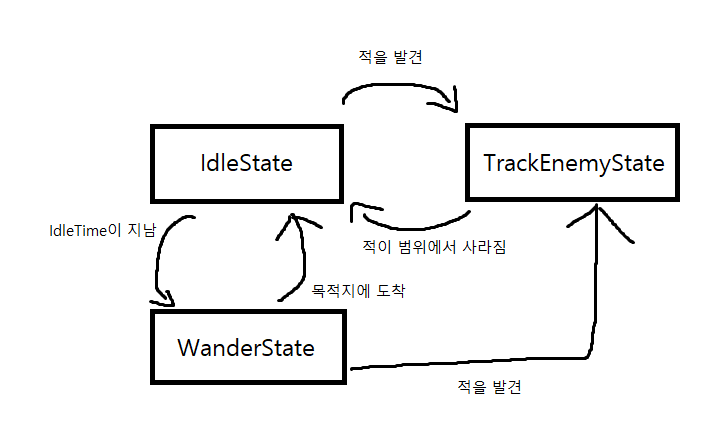 적을 발견
IdleState
TrackEnemyState
IdleTime이 지남
적이 범위에서 사라짐
목적지에 도착
WanderState
적을 발견